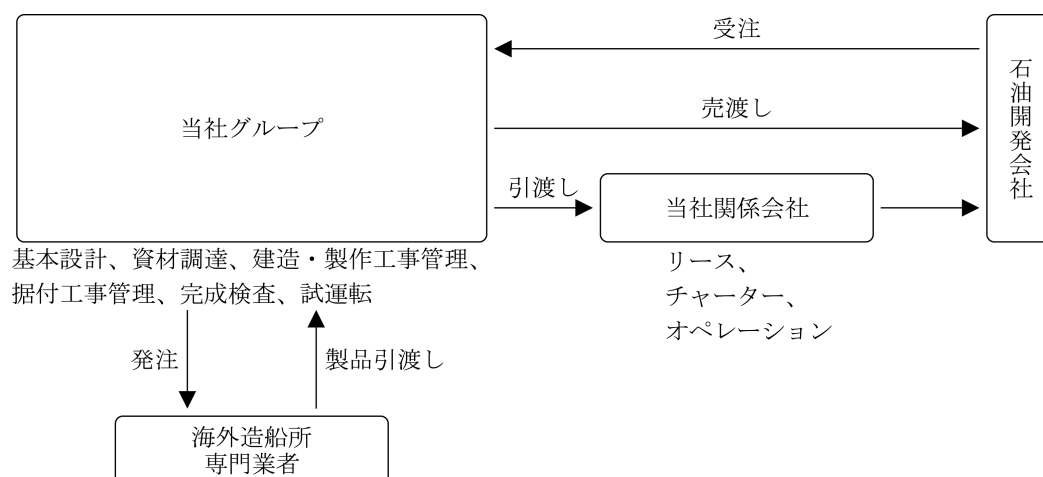 受注
石油開発会社
当社グループ
売渡し
引渡し
当社関係会社
基本設計、資材調達、建造・製作工事管理、
据付工事管理、完成検査、試運転
リース、
チャーター、
オペレーション
発注
製品引渡し
海外造船所
専門業者